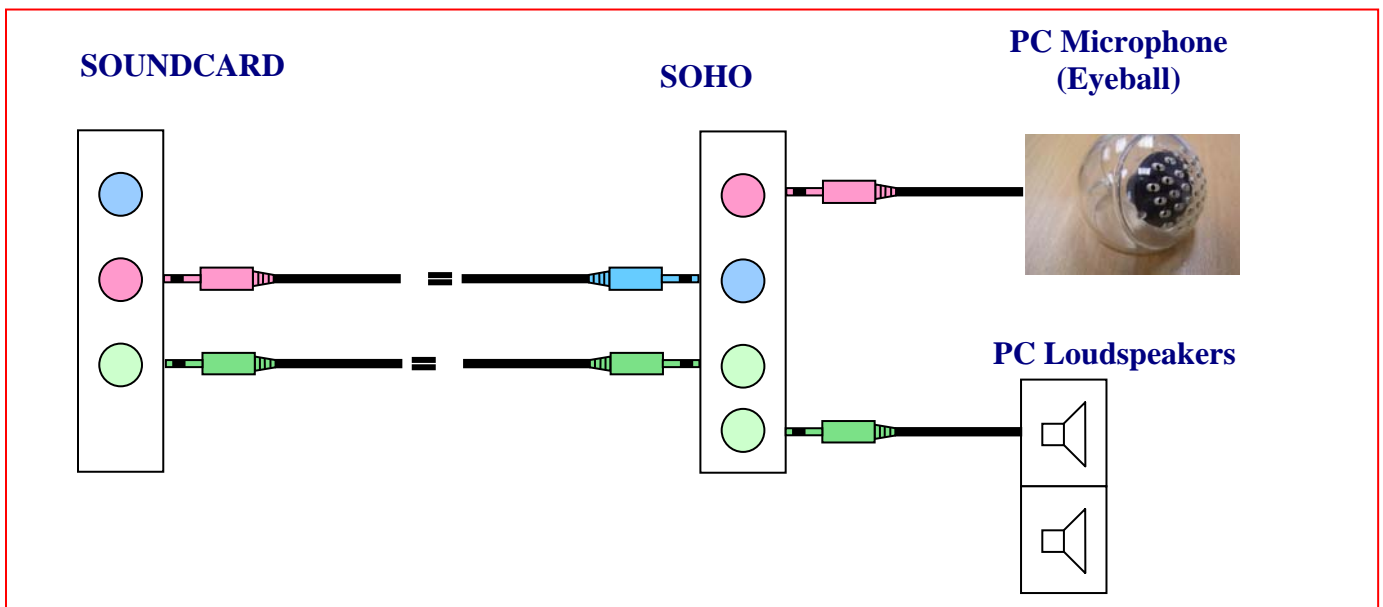 SOUNDCARD
SOHO
PC Microphone
(Eyeball)
PC Loudspeakers